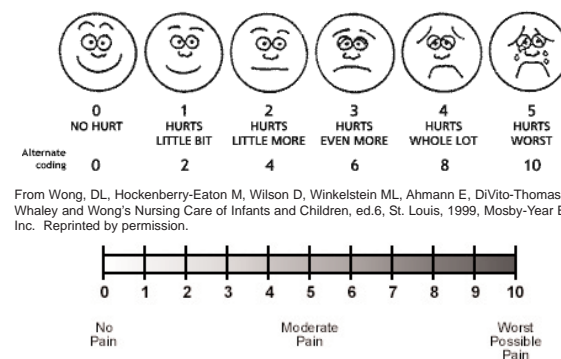 0 1 2 3 4 5
NO HURT HURTS HURTS HURTS HURTS HURTS
LITTLE BIT LITTLE MORE EVEN MORE WHOLE LOT WORST
Alternate
coding 0 2 4 6 8 10
From Wong, DL, Hockenberry-Eaton M, Wilson D, Winkelstein ML, Ahmann E, DiVito-Thomas
Whaley and Wong's Nursing Care of Infants and Children, ed.6, St. Louis, 1999, Mosby-Year
Inc. Reprinted by permission.
0 1 2 3 4 5 6 7 8 9 10
No Moderate Worst
Pain Pain Possible
Pain